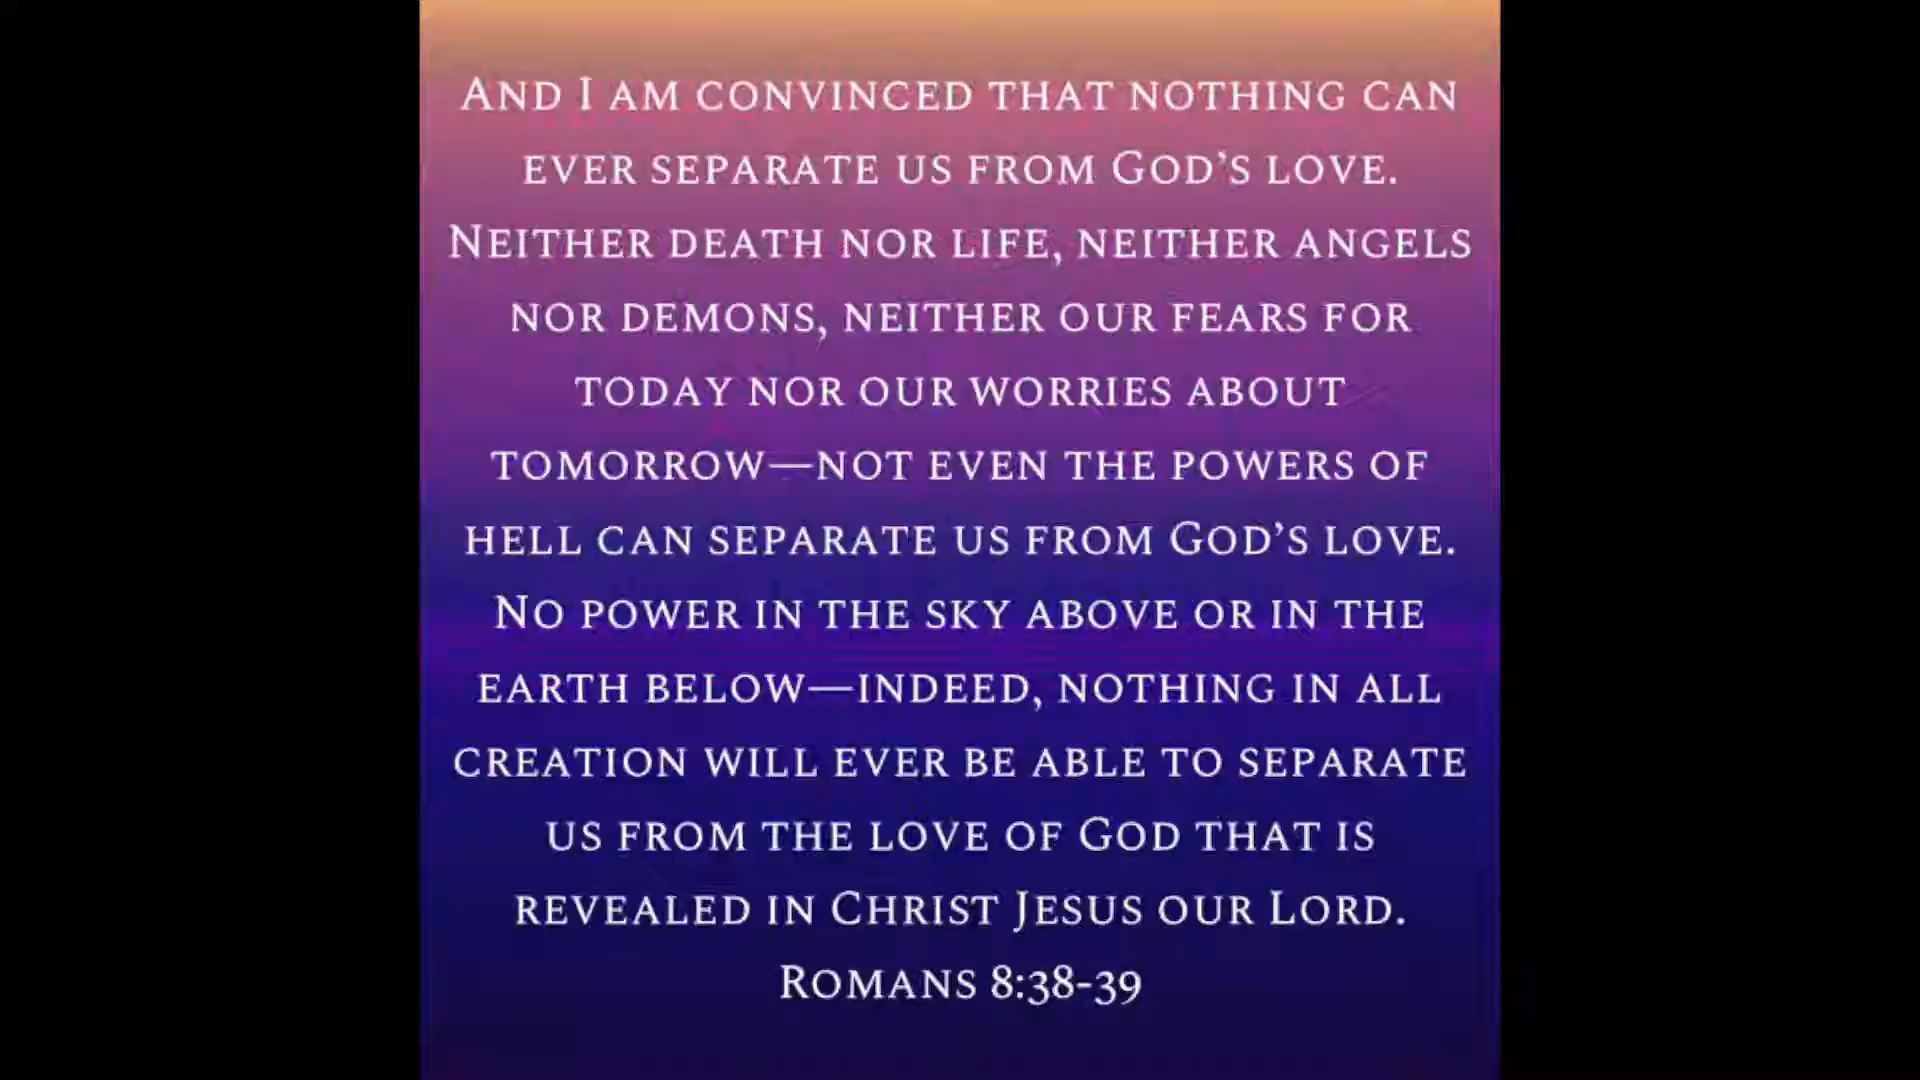 And I am convinced that nothing can
ever separate us from God’s love.
Neither death nor life, neither angels
nor demons, neither our fears for
today nor our worries about
tomorrow—not even the powers of
hell can separate us from God’s love.
No power in the sky above or in the
earth below—indeed, nothing in all
creation will ever be able to separate
us from the love of God that is
revealed in Christ Jesus our Lord.
Romans 8:38-39